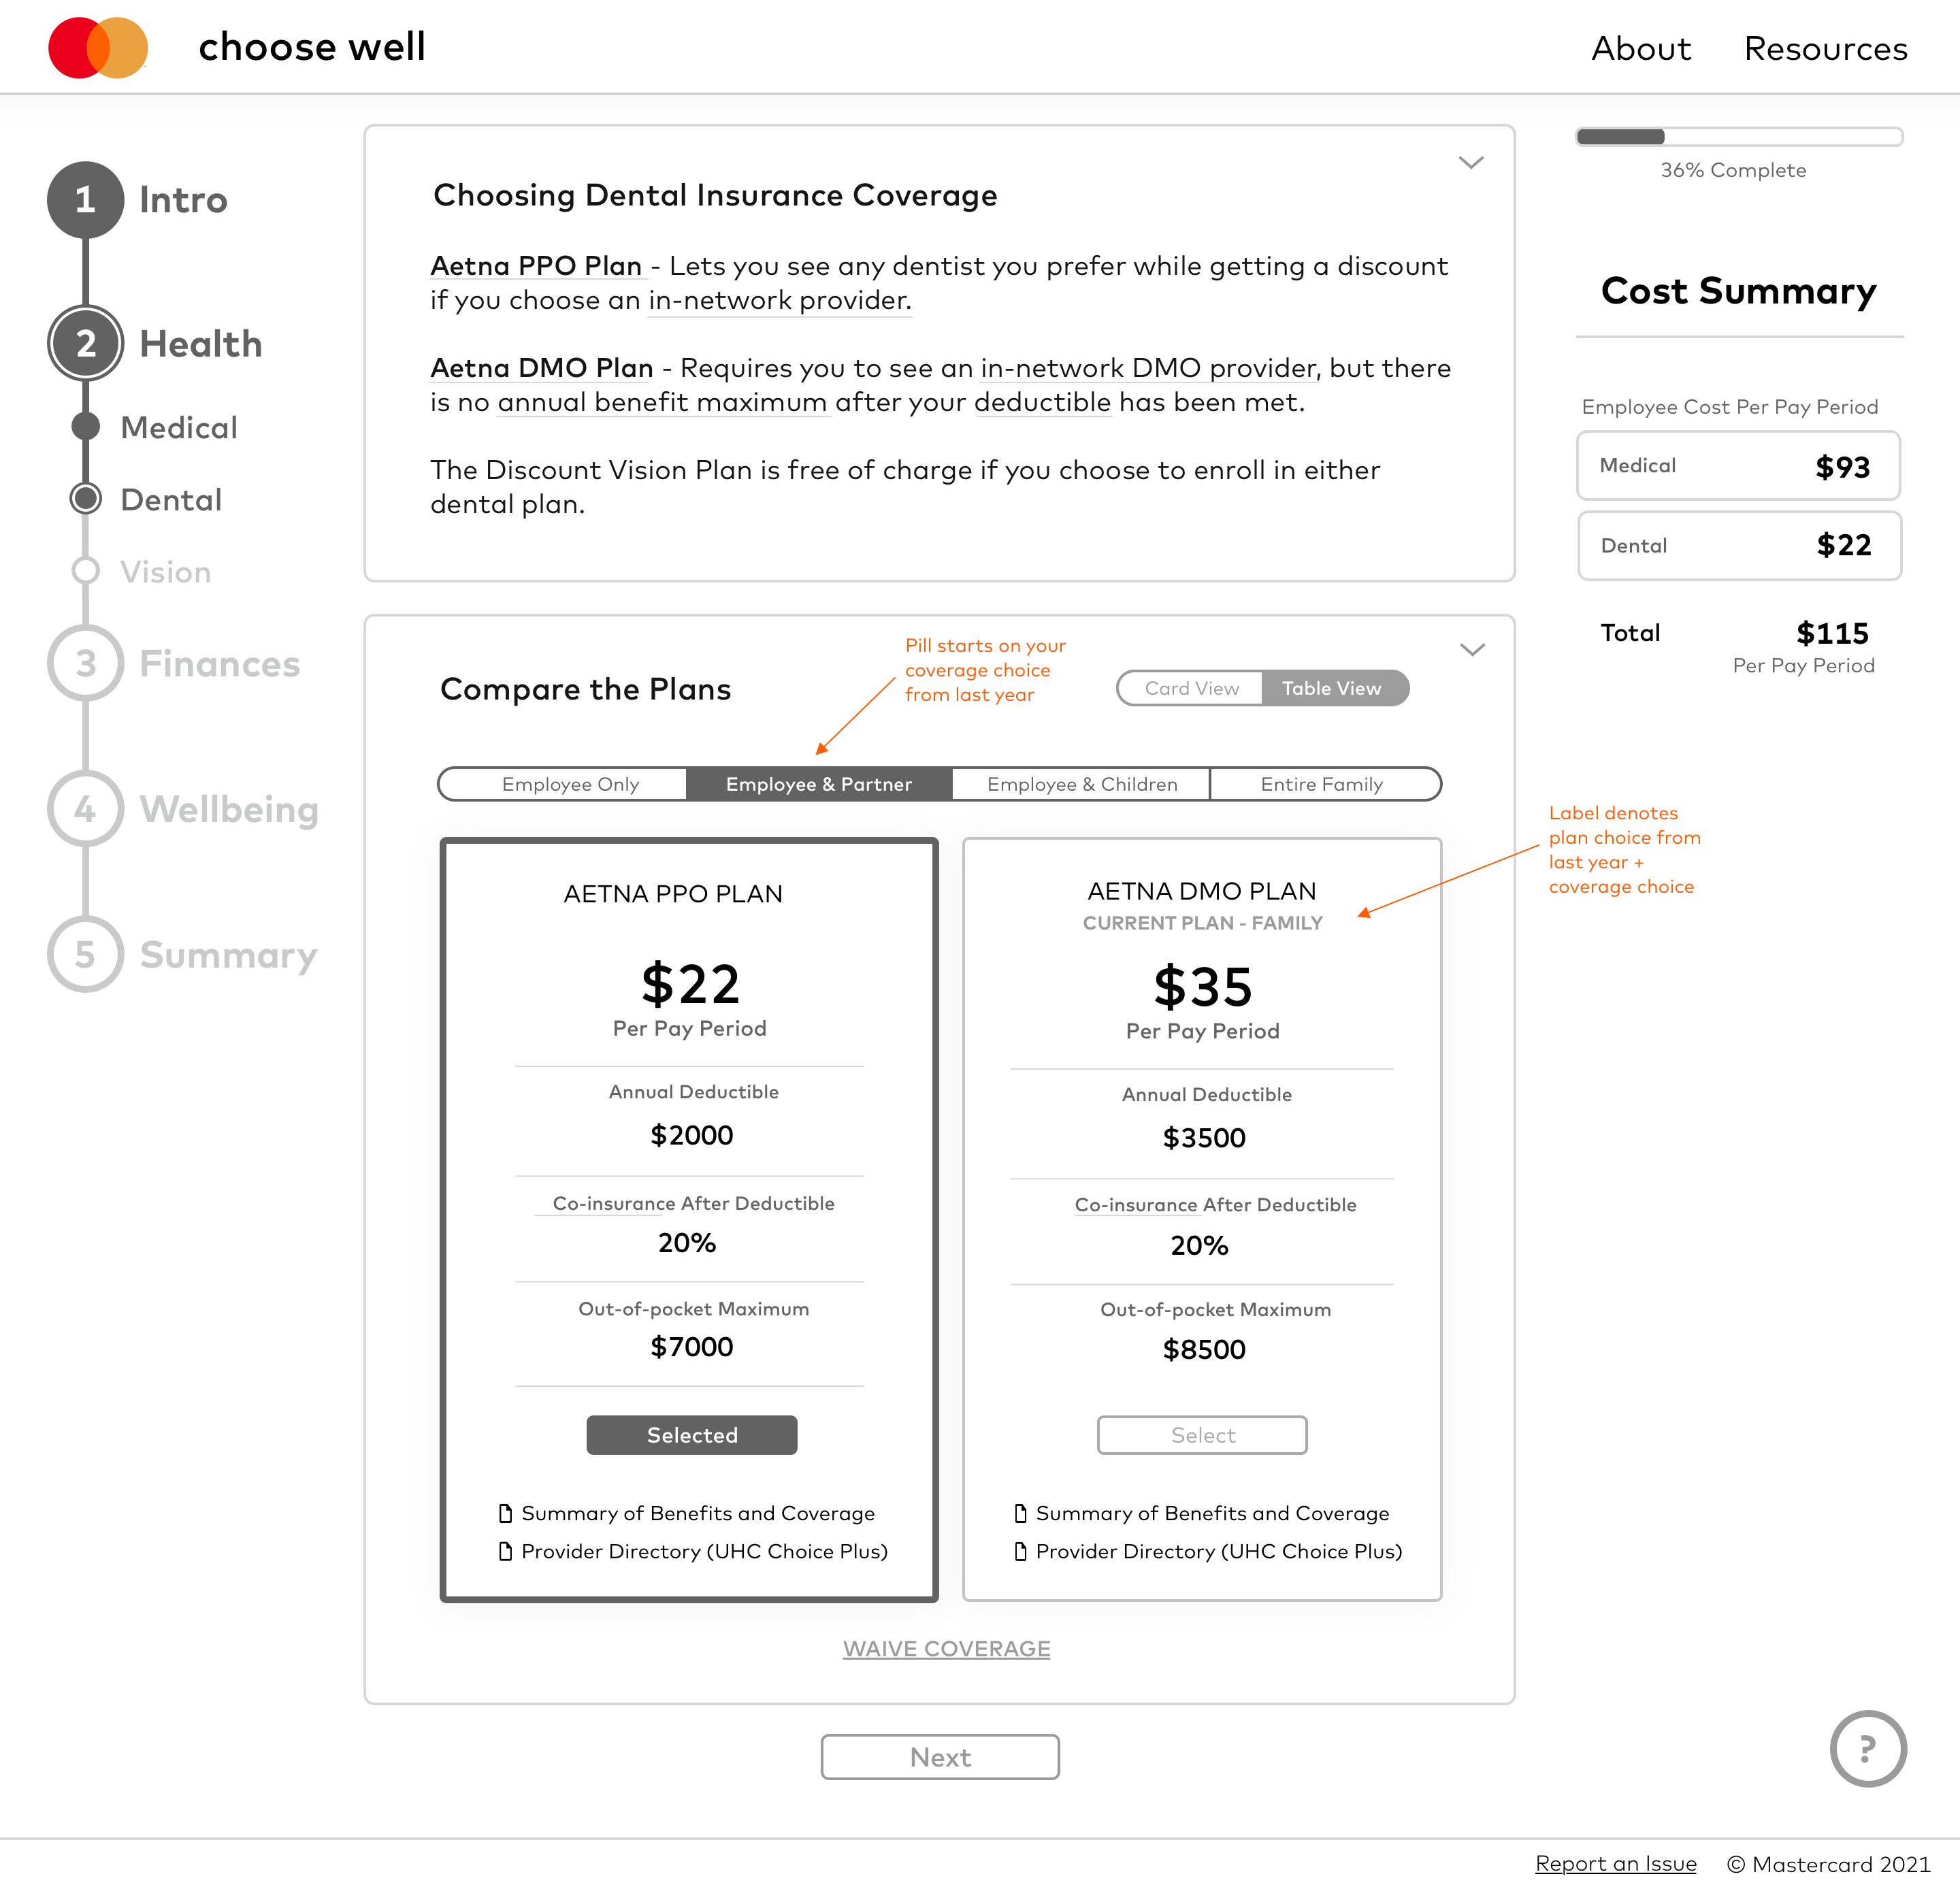 choose well
About
Resources
1
Intro
2
Health
Medical
Dental
Vision
3
Finances
4
Wellbeing
5
Summary
Choosing Dental Insurance Coverage
Aetna PPO Plan - Lets you see any dentist you prefer while getting a discount
if you choose an in-network provider.
Aetna DMO Plan - Requires you to see an in-network DMO provider, but there
is no annual benefit maximum after your deductible has been met.
The Discount Vision Plan is free of charge if you choose to enroll in either
dental plan.
36% Complete
Cost Summary
Employee Cost Per Pay Period
Medical $93
Dental $22
Total $115
Per Pay Period
Compare the Plans
Pill starts on your
coverage choice
from last year
Card View
Table View
Employee Only
Employee & Partner
Employee & Children
Entire Family
Label denotes
plan choice from
last year +
coverage choice
AETNA PPO PLAN
$22
Per Pay Period
Annual Deductible
$2000
Co-insurance After Deductible
20%
Out-of-pocket Maximum
$7000
Selected
Summary of Benefits and Coverage
Provider Directory (UHC Choice Plus)
AETNA DMO PLAN
CURRENT PLAN - FAMILY
$35
Per Pay Period
Annual Deductible
$3500
Co-insurance After Deductible
20%
Out-of-pocket Maximum
$8500
Select
Summary of Benefits and Coverage
Provider Directory (UHC Choice Plus)
WAIVE COVERAGE
Next
?
Report an Issue
© Mastercard 2021